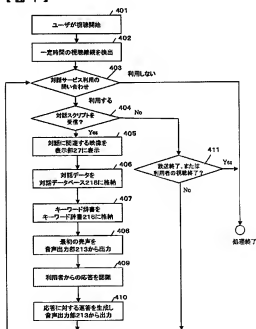 401
ユーザが視聴開始
402
一定時間の視聴継続を検出
403
対話サービス利用の
問い合わせ
利用しない
利用する
404
対話スクリプトを
受信?
No
Yes
405
対話に関連する映像を
表示部27に表示
411
放送終了、または
利用者の視聴終了?
Yes
No
406
対話データを
対話データベース218に格納
407
キーワード辞書を
キーワード辞書216に格納
処理終了
408
最初の発声を
音声出力部213から出力
409
利用者からの応答を認識
410
応答に対する返答を生成し
音声出力部213から出力